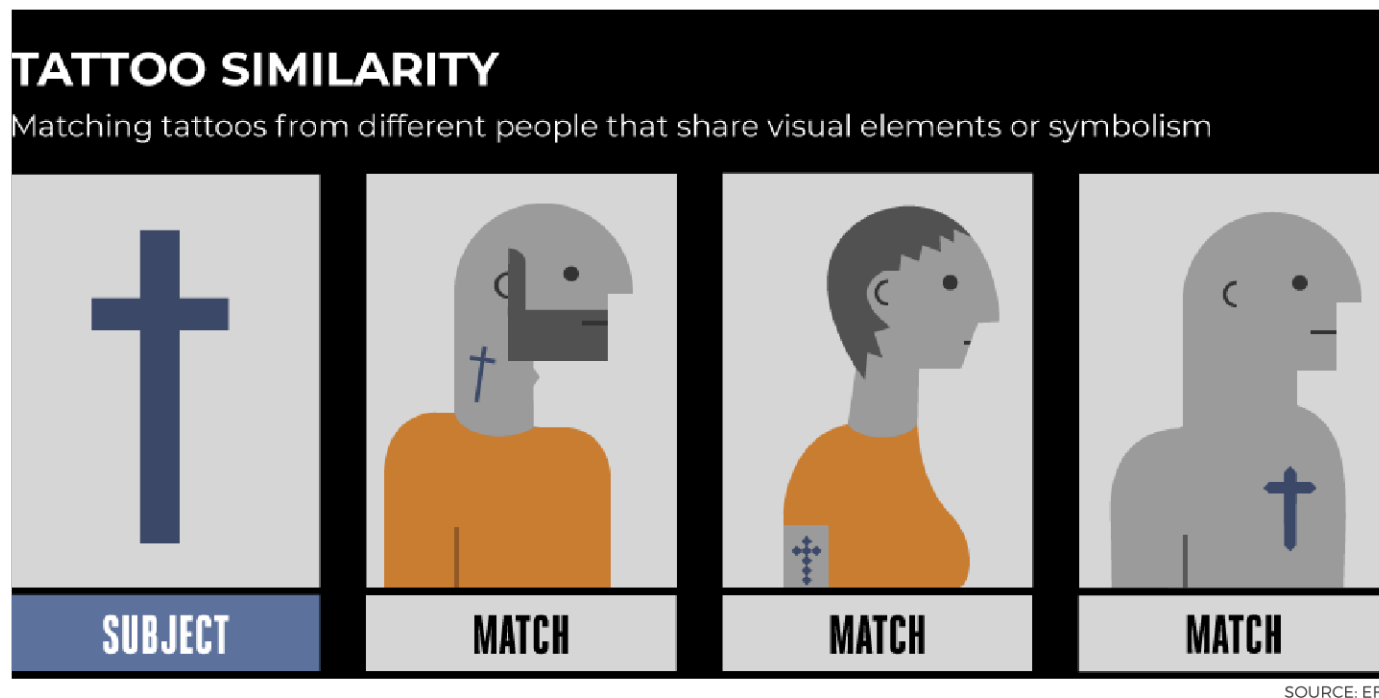 TATTOO SIMILARITY
Matching tattoos from different people that share visual elements or symbolism
SUBJECT
MATCH
MATCH
MATCH
SOURCE: